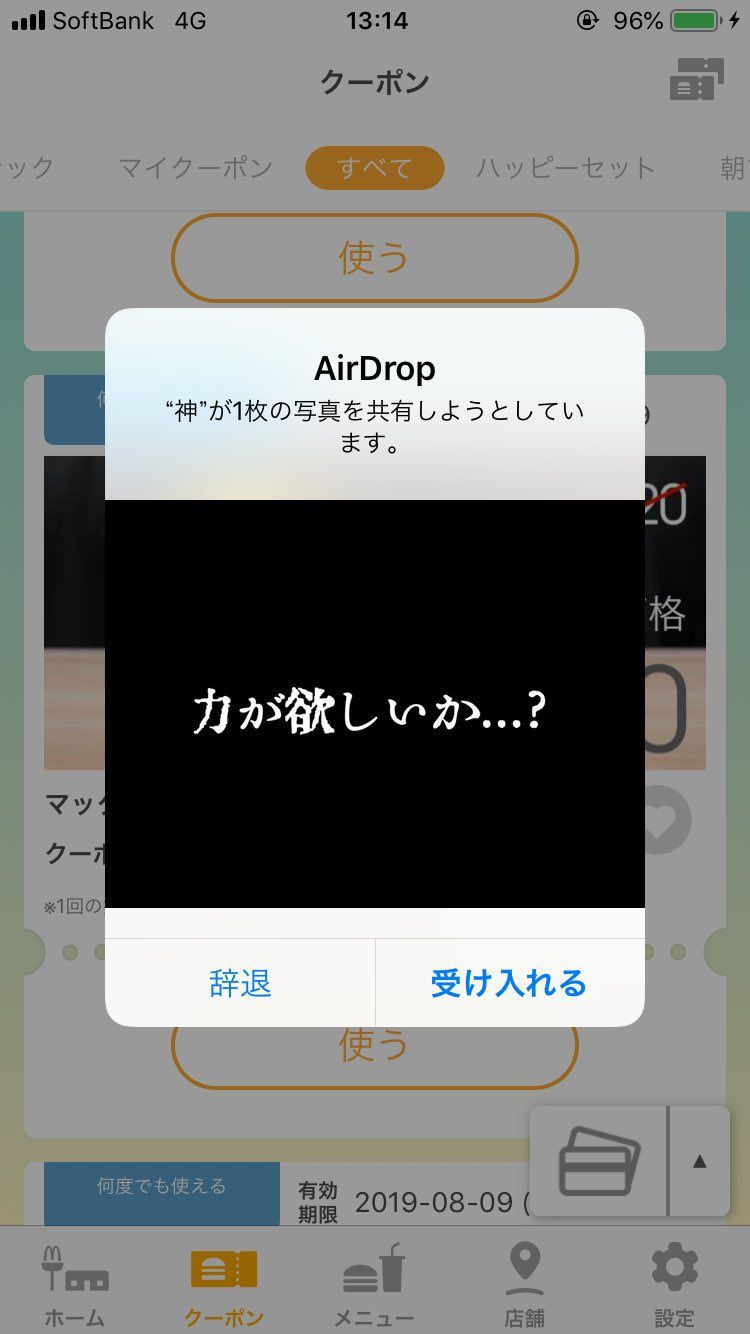 SoftBank 4G 13:14 96%
クーポン
マイクーポン すべて ハッピーセット 朝
使う
AirDrop
“神”が1枚の写真を共有しようとしてい
ます。
20
格
力が欲しいか...?
0
マック
クーポ
※1回の
辞退 受け入れる
使う
何度でも使える
有効
期限 2019-08-09 (
ホーム クーポン メニュー 店舗 設定